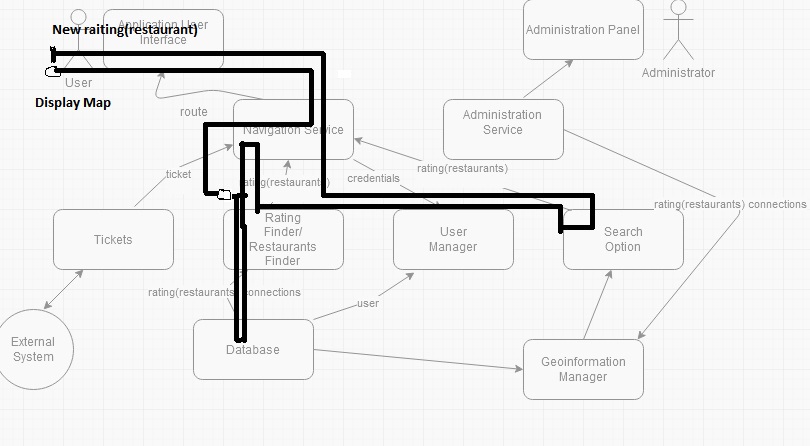 New raiting(restaurant)
Application User
Interface
Administration Panel
User
Administrator
Display Map
route
Navigation Service
Administration
Service
ticket
rating(restaurants)
credentials
rating(restaurants)
rating(restaurants) connections
Tickets
Rating
Finder/
Restaurants
Finder
User
Manager
Search
Option
rating(restaurants) connections
user
External
System
Database
Geoinformation
Manager